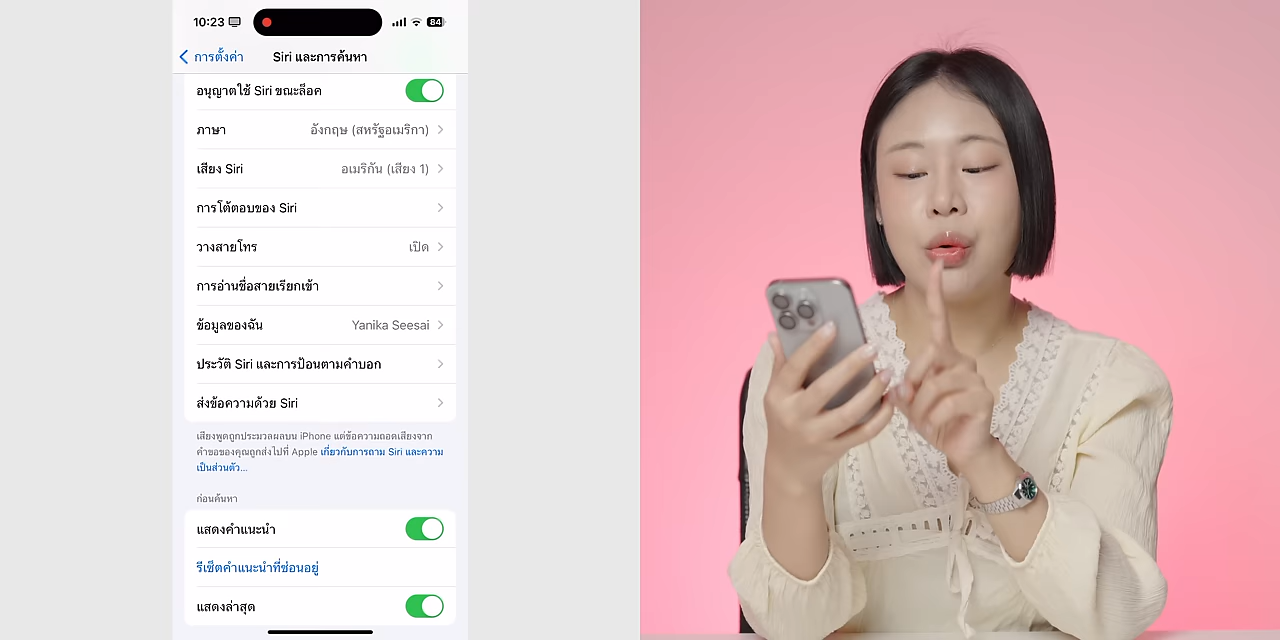 10:23
84
การตั้งค่า
Siri และการค้นหา
อนุญาตใช้ Siri ขณะล็อค
ภาษา อังกฤษ (สหรัฐอเมริกา)
เสียง Siri อเมริกัน (เสียง 1)
การโต้ตอบของ Siri
วางสายโทร เปิด
การอ่านชื่อสายเรียกเข้า
ข้อมูลของฉัน Yanika Seesai
ประวัติ Siri และการป้อนตามคำบอก
ส่งข้อความด้วย Siri
เสียงพูดถูกประมวลผลบน iPhone แต่ข้อความถอดเสียงจาก
คำขอของคุณถูกส่งไปที่ Apple เกี่ยวกับการถาม Siri และความ
เป็นส่วนตัว...
ก่อนค้นหา
แสดงคำแนะนำ
รีเซ็ตคำแนะนำที่ซ่อนอยู่
แสดงล่าสุด